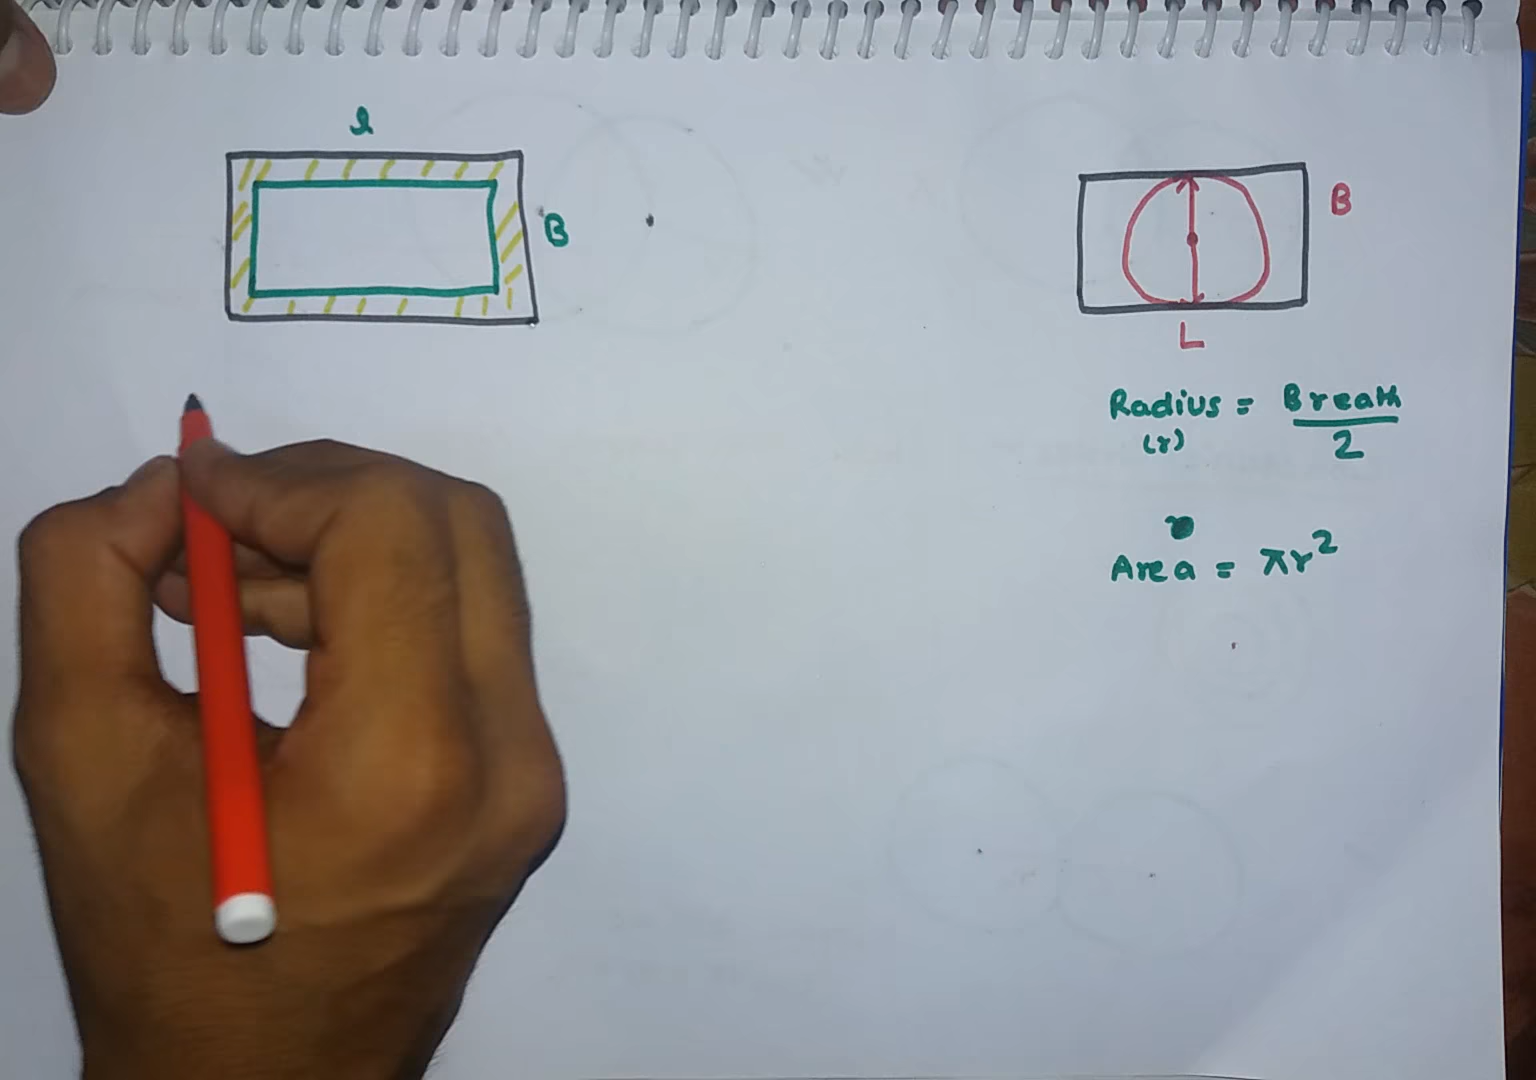 l
B
B
L
Radius = Breath
(r) 2
r
Area = πr²